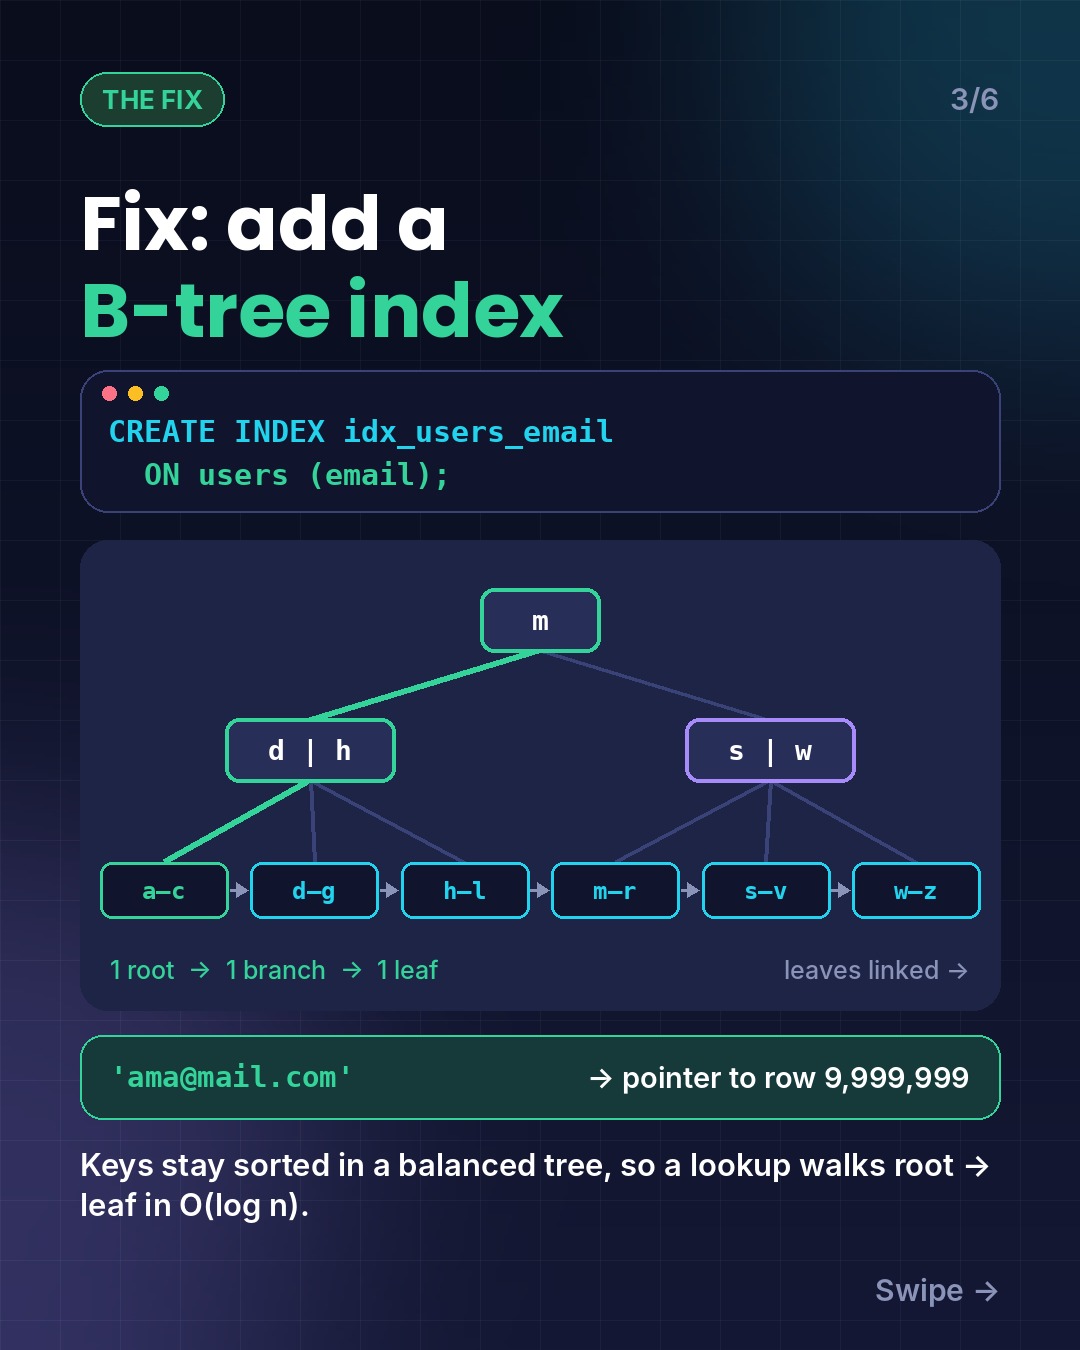 THE FIX
3/6
Fix: add a
B-tree index
CREATE INDEX idx_users_email
ON users (email);
m
d | h
s | w
a–c
d–g
h–l
m–r
s–v
w–z
1 root → 1 branch → 1 leaf
leaves linked →
'ama@mail.com'
→ pointer to row 9,999,999
Keys stay sorted in a balanced tree, so a lookup walks root →
leaf in O(log n).
Swipe →